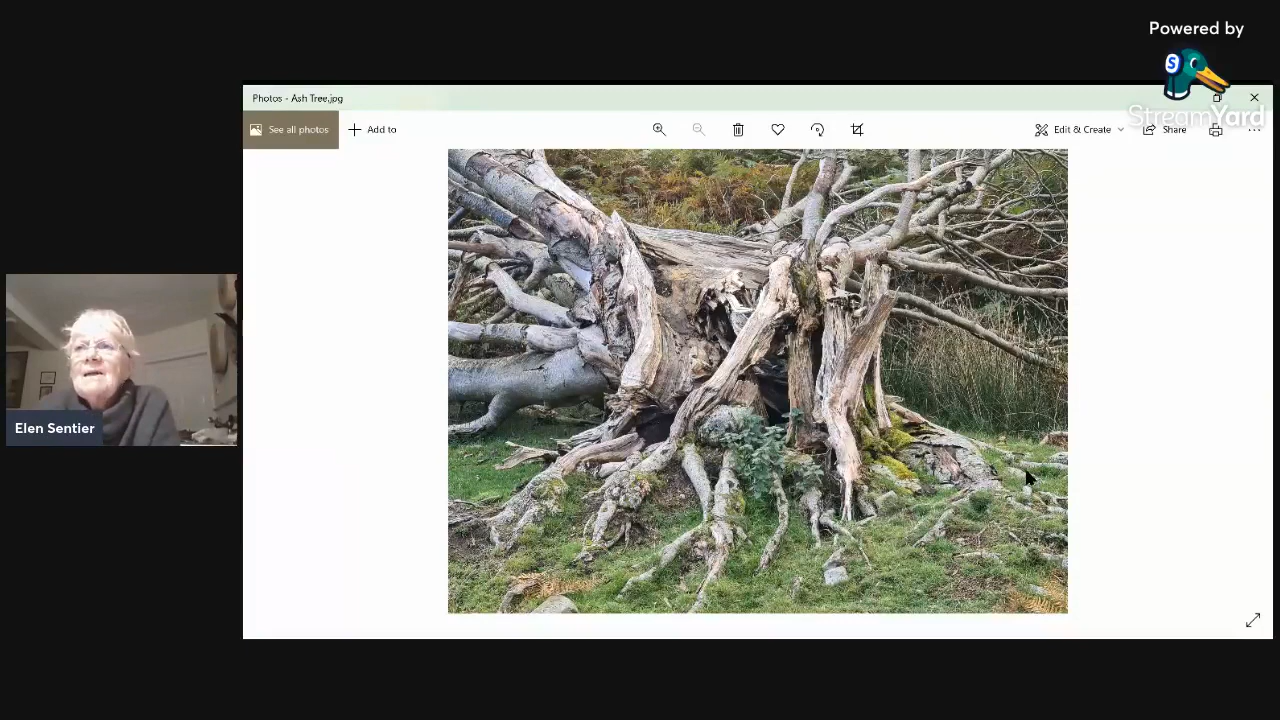 Powered by
StreamYard
Photos - Ash Tree.jpg
See all photos
Add to
Edit & Create
Share
Elen Sentier